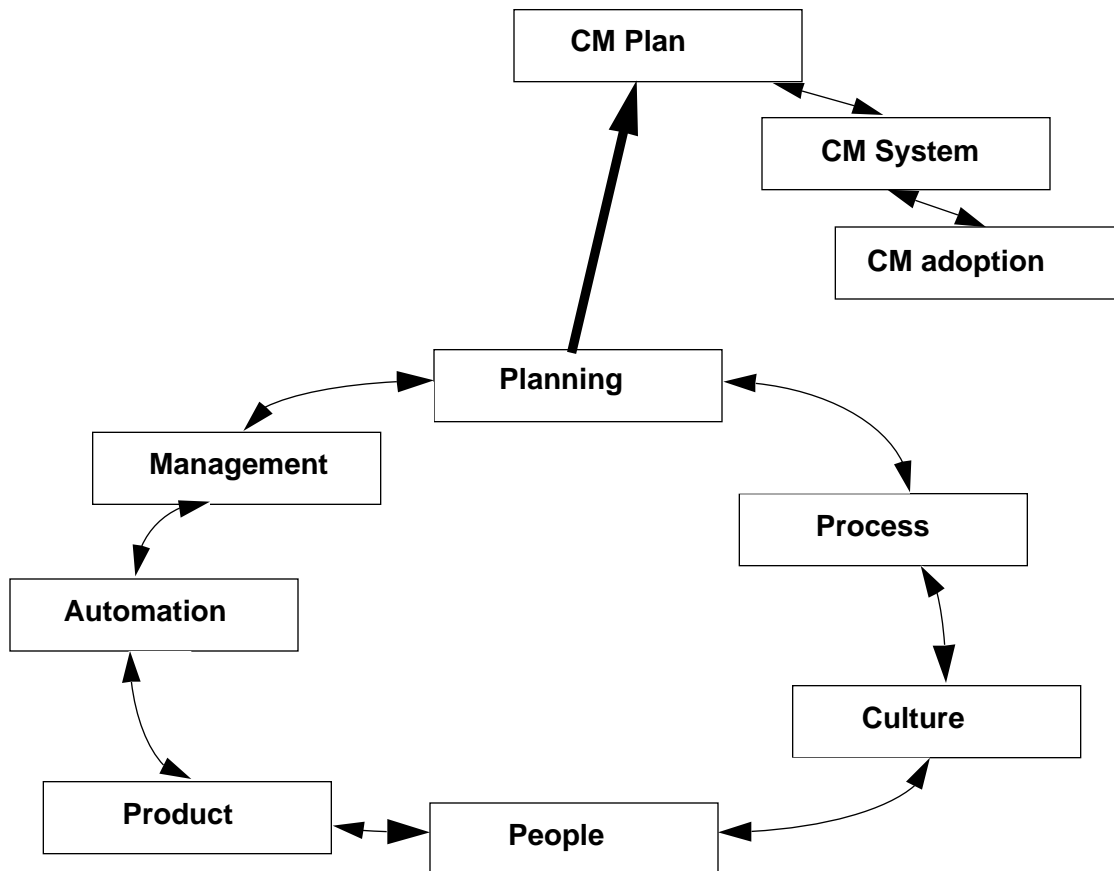 CM Plan
CM System
CM adoption
Planning
Management
Process
Automation
Culture
Product
People